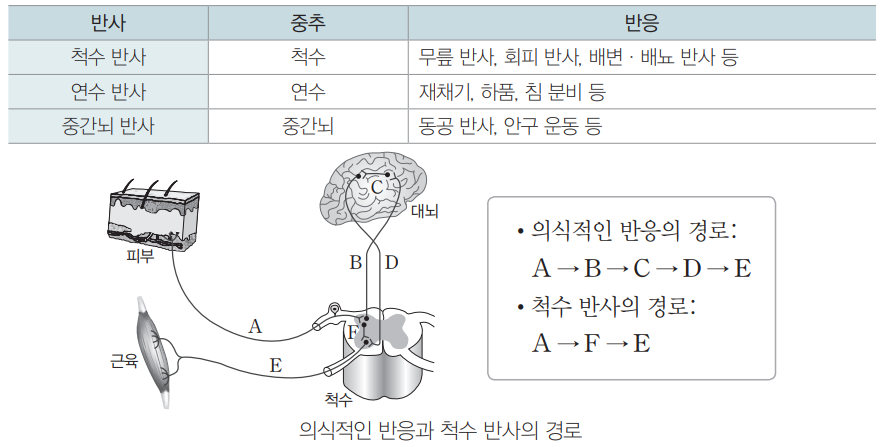 반사 중추 반응
척수 반사 척수 무릎 반사, 회피 반사, 배변 · 배뇨 반사 등
연수 반사 연수 재채기, 하품, 침 분비 등
중간뇌 반사 중간뇌 동공 반사, 안구 운동 등
C
대뇌
피부
B D
A
F
E
근육
척수
• 의식적인 반응의 경로:
A → B → C → D → E
• 척수 반사의 경로:
A → F → E
의식적인 반응과 척수 반사의 경로